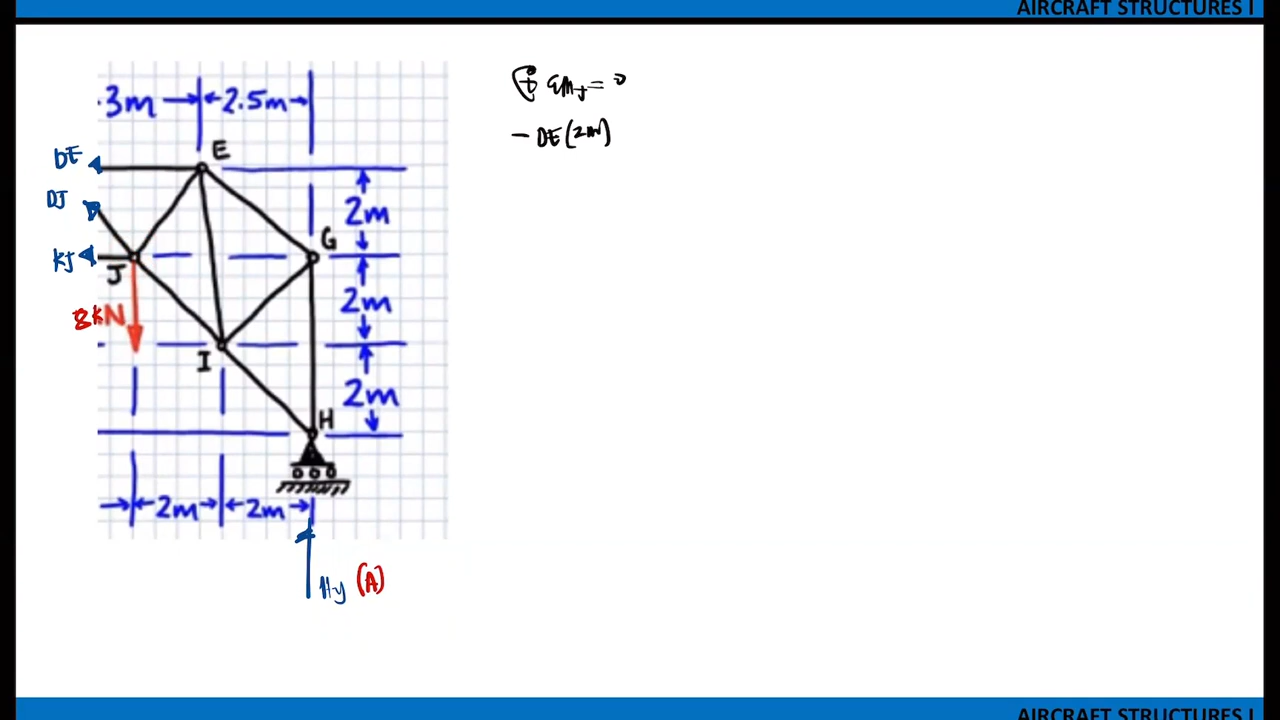 AIRCRAFT STRUCTURES I
3m
2.5m
E
DE
DJ
2m
G
KJ
J
2m
8kN
I
2m
H
2m
2m
Hy (A)
+ ΣMJ = 0
- DE(2m)
AIRCRAFT STRUCTURES I